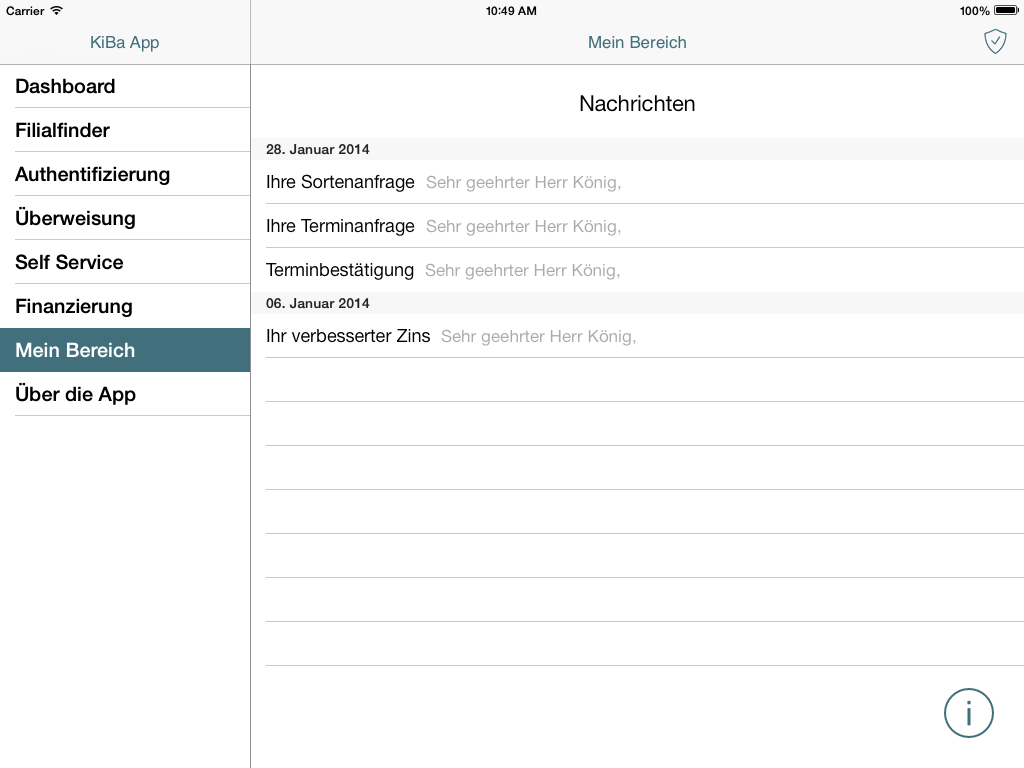 Carrier 10:49 AM 100%
KiBa App
Mein Bereich
Dashboard
Filialfinder
Authentifizierung
Überweisung
Self Service
Finanzierung
Mein Bereich
Über die App
Nachrichten
28. Januar 2014
Ihre Sortenanfrage Sehr geehrter Herr König,
Ihre Terminanfrage Sehr geehrter Herr König,
Terminbestätigung Sehr geehrter Herr König,
06. Januar 2014
Ihr verbesserter Zins Sehr geehrter Herr König,
i